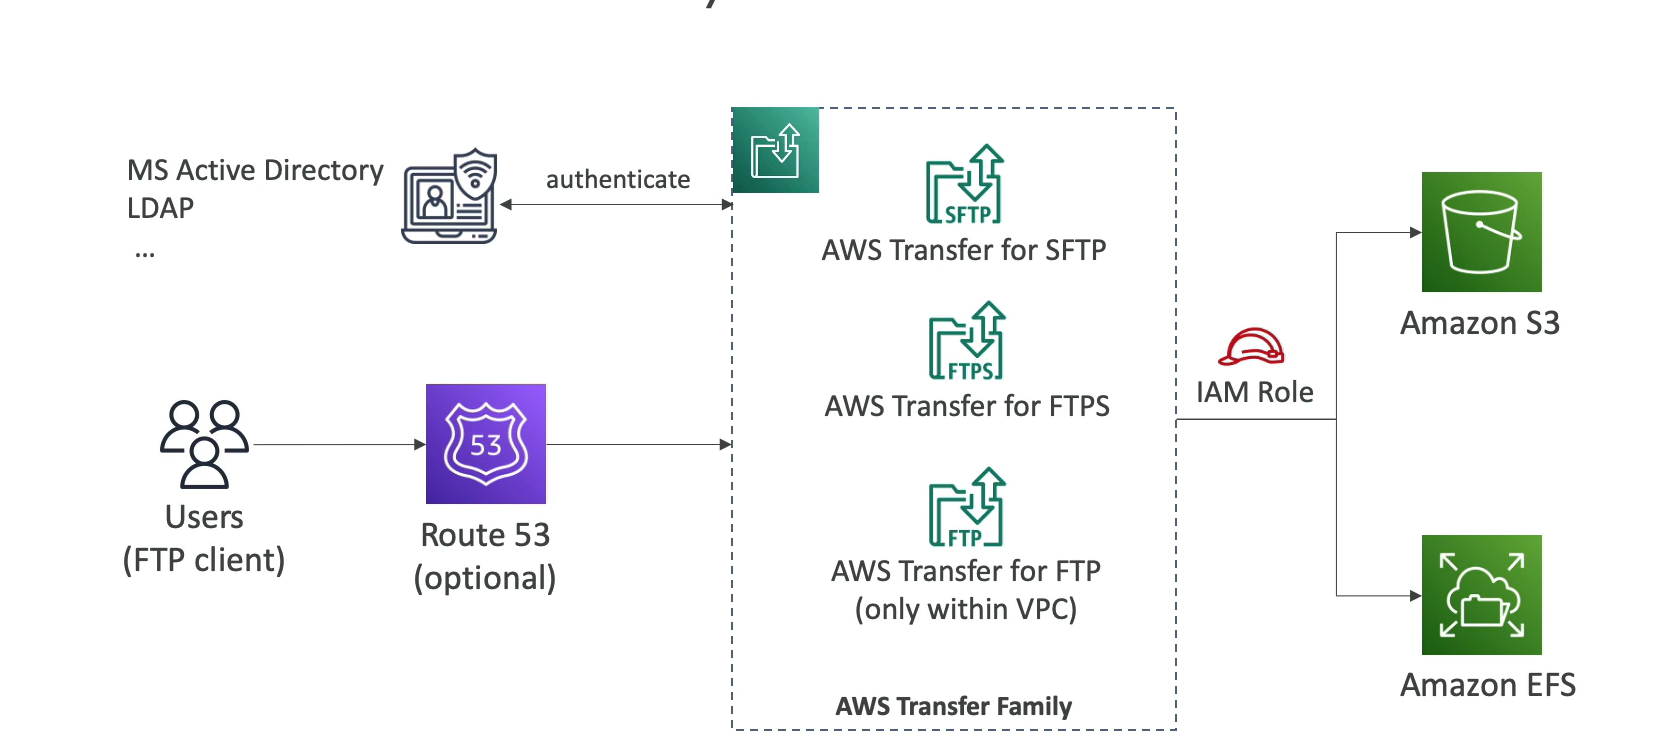 MS Active Directory
LDAP
...
authenticate
SFTP
AWS Transfer for SFTP
FTPS
AWS Transfer for FTPS
FTP
AWS Transfer for FTP
(only within VPC)
AWS Transfer Family
Users
(FTP client)
53
Route 53
(optional)
IAM Role
Amazon S3
Amazon EFS